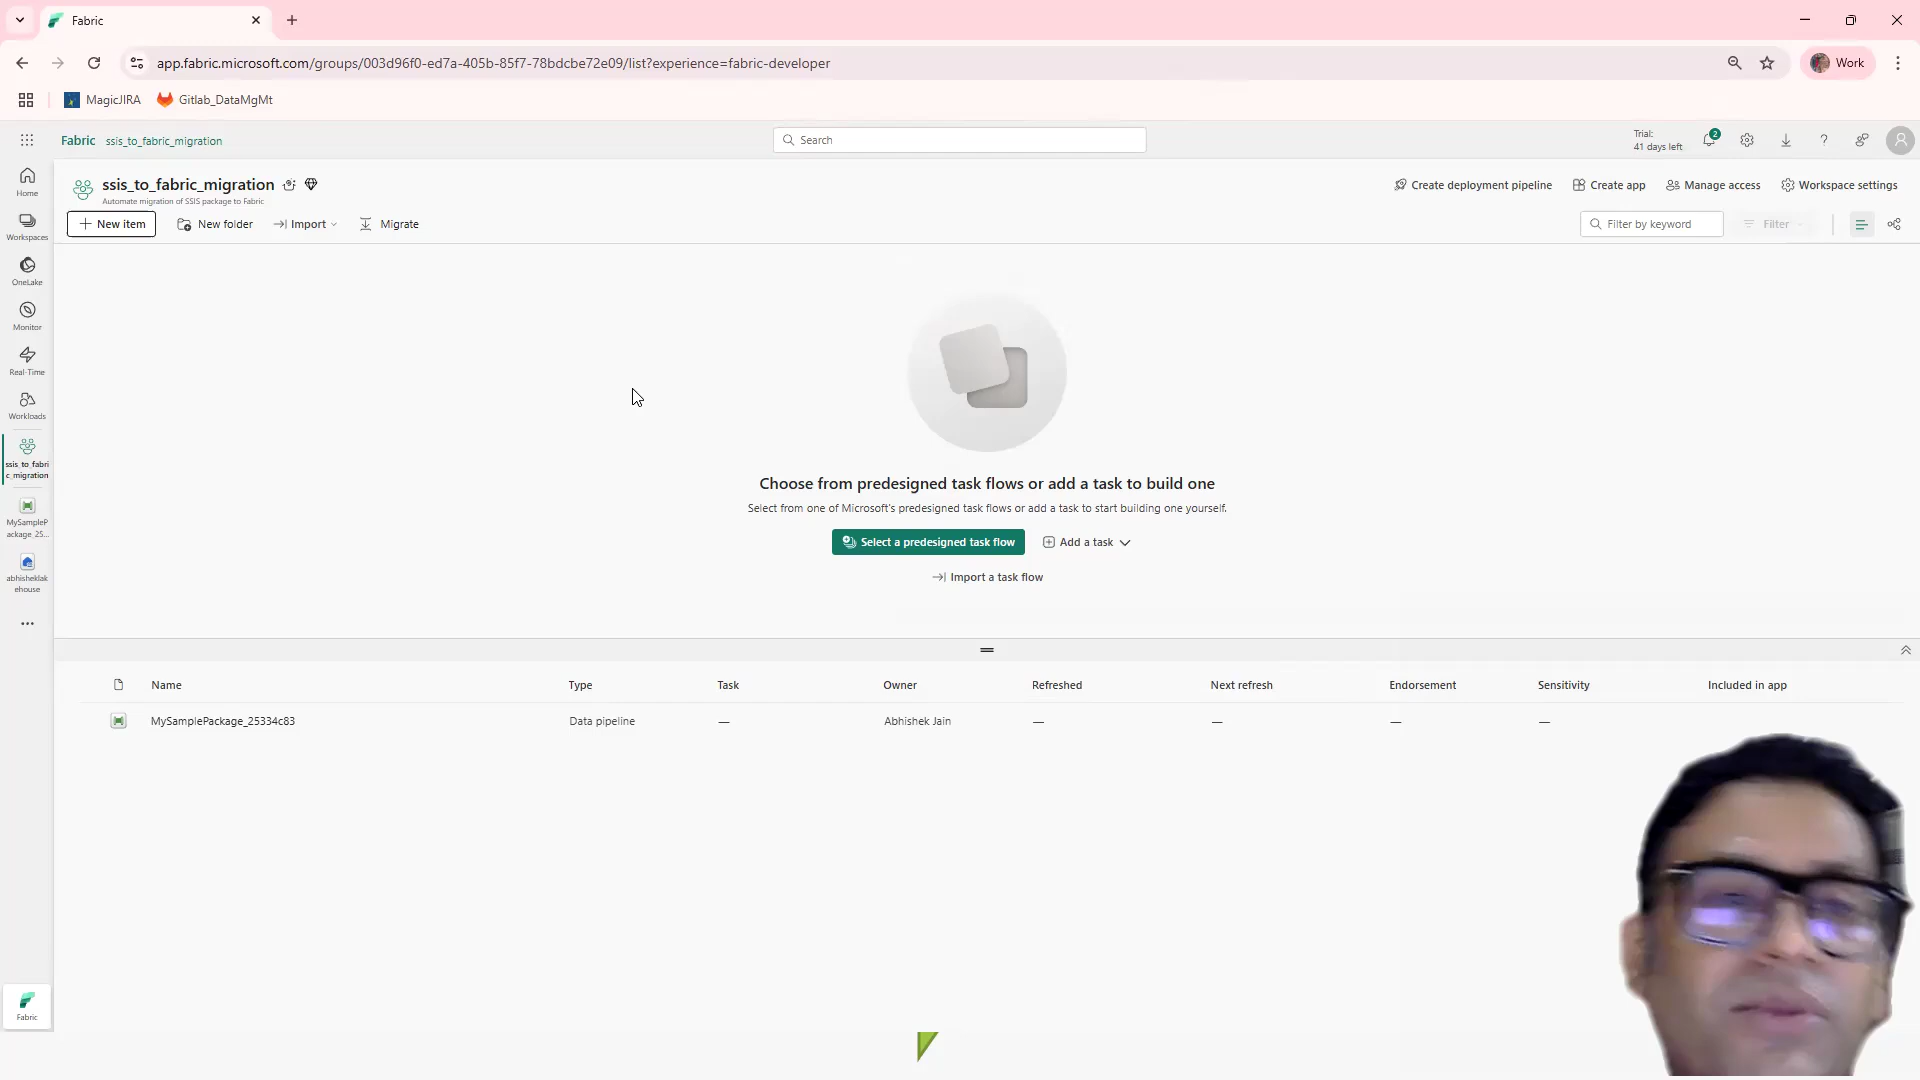 Fabric
app.fabric.microsoft.com/groups/003d96f0-ed7a-405b-85f7-78bdcbe72e09/list?experience=fabric-developer
Work
MagicJIRA
Gitlab_DataMgMt
Fabric ssis_to_fabric_migration
Search
Trial:
41 days left
2
ssis_to_fabric_migration
Automate migration of SSIS package to Fabric
Create deployment pipeline
Create app
Manage access
Workspace settings
New item
New folder
Import
Migrate
Filter by keyword
Filter
Home
Workspaces
OneLake
Monitor
Real-Time
Workloads
ssis_to_fabri
c_migration
MySampleP
ackage_25...
abhisheklak
ehouse
Fabric
Choose from predesigned task flows or add a task to build one
Select from one of Microsoft's predesigned task flows or add a task to start building one yourself.
Select a predesigned task flow
Add a task
Import a task flow
Name Type Task Owner Refreshed Next refresh Endorsement Sensitivity Included in app
MySamplePackage_25334c83 Data pipeline — Abhishek Jain — — — —